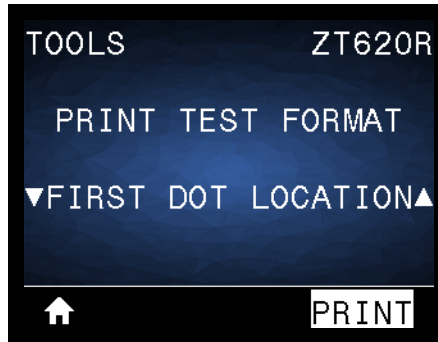 TOOLS ZT620R
PRINT TEST FORMAT
▼FIRST DOT LOCATION▲
PRINT